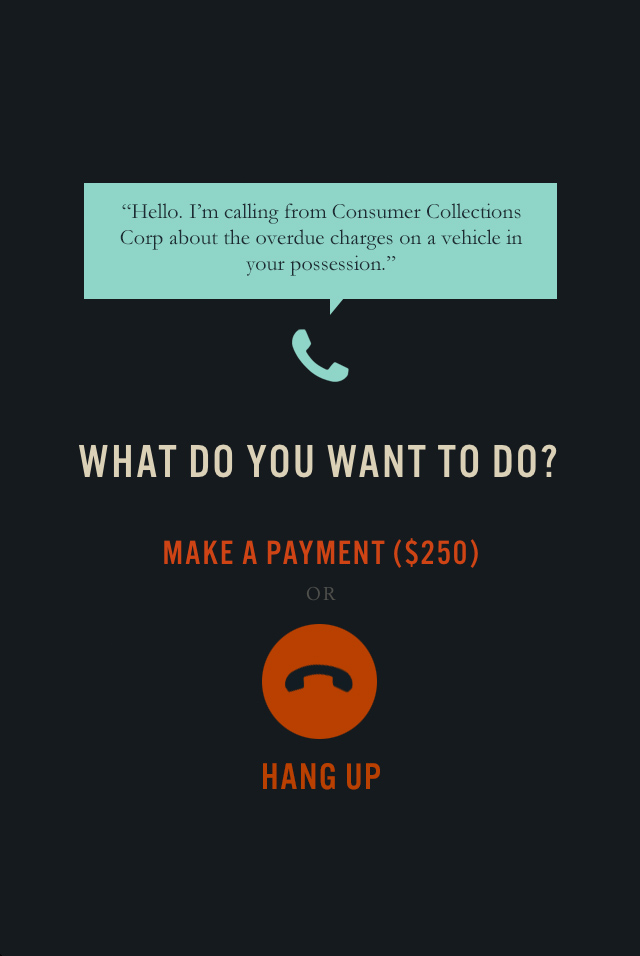 “Hello. I’m calling from Consumer Collections
Corp about the overdue charges on a vehicle in
your possession.”
WHAT DO YOU WANT TO DO?
MAKE A PAYMENT ($250)
OR
HANG UP